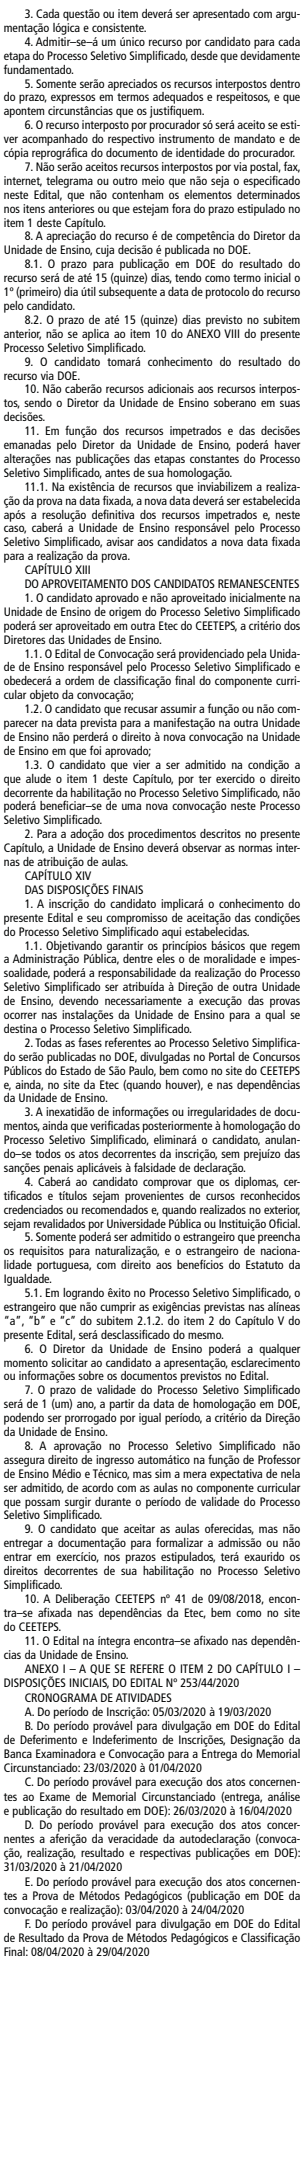 3. Cada questão ou item deverá ser apresentado com argu-
mentação lógica e consistente.
4. Admitir–se–á um único recurso por candidato para cada
etapa do Processo Seletivo Simplificado, desde que devidamente
fundamentado.
5. Somente serão apreciados os recursos interpostos dentro
do prazo, expressos em termos adequados e respeitosos, e que
apontem circunstâncias que os justifiquem.
6. O recurso interposto por procurador só será aceito se esti-
ver acompanhado do respectivo instrumento de mandato e de
cópia reprográfica do documento de identidade do procurador.
7. Não serão aceitos recursos interpostos por via postal, fax,
internet, telegrama ou outro meio que não seja o especificado
neste Edital, que não contenham os elementos determinados
nos itens anteriores ou que estejam fora do prazo estipulado no
item 1 deste Capítulo.
8. A apreciação do recurso é de competência do Diretor da
Unidade de Ensino, cuja decisão é publicada no DOE.
8.1. O prazo para publicação em DOE do resultado do
recurso será de até 15 (quinze) dias, tendo como termo inicial o
1º (primeiro) dia útil subsequente a data de protocolo do recurso
pelo candidato.
8.2. O prazo de até 15 (quinze) dias previsto no subitem
anterior, não se aplica ao item 10 do ANEXO VIII do presente
Processo Seletivo Simplificado.
9. O candidato tomará conhecimento do resultado do
recurso via DOE.
10. Não caberão recursos adicionais aos recursos interpos-
tos, sendo o Diretor da Unidade de Ensino soberano em suas
decisões.
11. Em função dos recursos impetrados e das decisões
emanadas pelo Diretor da Unidade de Ensino, poderá haver
alterações nas publicações das etapas constantes do Processo
Seletivo Simplificado, antes de sua homologação.
11.1. Na existência de recursos que inviabilizem a realiza-
ção da prova na data fixada, a nova data deverá ser estabelecida
após a resolução definitiva dos recursos impetrados e, neste
caso, caberá a Unidade de Ensino responsável pelo Processo
Seletivo Simplificado, avisar aos candidatos a nova data fixada
para a realização da prova.
CAPÍTULO XIII
DO APROVEITAMENTO DOS CANDIDATOS REMANESCENTES
1. O candidato aprovado e não aproveitado inicialmente na
Unidade de Ensino de origem do Processo Seletivo Simplificado
poderá ser aproveitado em outra Etec do CEETEPS, a critério dos
Diretores das Unidades de Ensino.
1.1. O Edital de Convocação será providenciado pela Unida-
de de Ensino responsável pelo Processo Seletivo Simplificado e
obedecerá a ordem de classificação final do componente curri-
cular objeto da convocação;
1.2. O candidato que recusar assumir a função ou não com-
parecer na data prevista para a manifestação na outra Unidade
de Ensino não perderá o direito à nova convocação na Unidade
de Ensino em que foi aprovado;
1.3. O candidato que vier a ser admitido na condição a
que alude o item 1 deste Capítulo, por ter exercido o direito
decorrente da habilitação no Processo Seletivo Simplificado, não
poderá beneficiar–se de uma nova convocação neste Processo
Seletivo Simplificado.
2. Para a adoção dos procedimentos descritos no presente
Capítulo, a Unidade de Ensino deverá observar as normas inter-
nas de atribuição de aulas.
CAPÍTULO XIV
DAS DISPOSIÇÕES FINAIS
1. A inscrição do candidato implicará o conhecimento do
presente Edital e seu compromisso de aceitação das condições
do Processo Seletivo Simplificado aqui estabelecidas.
1.1. Objetivando garantir os princípios básicos que regem
a Administração Pública, dentre eles o de moralidade e impes-
soalidade, poderá a responsabilidade da realização do Processo
Seletivo Simplificado ser atribuída à Direção de outra Unidade
de Ensino, devendo necessariamente a execução das provas
ocorrer nas instalações da Unidade de Ensino para a qual se
destina o Processo Seletivo Simplificado.
2. Todas as fases referentes ao Processo Seletivo Simplifica-
do serão publicadas no DOE, divulgadas no Portal de Concursos
Públicos do Estado de São Paulo, bem como no site do CEETEPS
e, ainda, no site da Etec (quando houver), e nas dependências
da Unidade de Ensino.
3. A inexatidão de informações ou irregularidades de docu-
mentos, ainda que verificadas posteriormente à homologação do
Processo Seletivo Simplificado, eliminará o candidato, anulan-
do–se todos os atos decorrentes da inscrição, sem prejuízo das
sanções penais aplicáveis à falsidade de declaração.
4. Caberá ao candidato comprovar que os diplomas, cer-
tificados e títulos sejam provenientes de cursos reconhecidos
credenciados ou recomendados e, quando realizados no exterior,
sejam revalidados por Universidade Pública ou Instituição Oficial.
5. Somente poderá ser admitido o estrangeiro que preencha
os requisitos para naturalização, e o estrangeiro de naciona-
lidade portuguesa, com direito aos benefícios do Estatuto da
Igualdade.
5.1. Em logrando êxito no Processo Seletivo Simplificado, o
estrangeiro que não cumprir as exigências previstas nas alíneas
"a", "b" e "c" do subitem 2.1.2. do item 2 do Capítulo V do
presente Edital, será desclassificado do mesmo.
6. O Diretor da Unidade de Ensino poderá a qualquer
momento solicitar ao candidato a apresentação, esclarecimento
ou informações sobre os documentos previstos no Edital.
7. O prazo de validade do Processo Seletivo Simplificado
será de 1 (um) ano, a partir da data de homologação em DOE,
podendo ser prorrogado por igual período, a critério da Direção
da Unidade de Ensino.
8. A aprovação no Processo Seletivo Simplificado não
assegura direito de ingresso automático na função de Professor
de Ensino Médio e Técnico, mas sim a mera expectativa de nela
ser admitido, de acordo com as aulas no componente curricular
que possam surgir durante o período de validade do Processo
Seletivo Simplificado.
9. O candidato que aceitar as aulas oferecidas, mas não
entregar a documentação para formalizar a admissão ou não
entrar em exercício, nos prazos estipulados, terá exaurido os
direitos decorrentes de sua habilitação no Processo Seletivo
Simplificado.
10. A Deliberação CEETEPS nº 41 de 09/08/2018, encon-
tra–se afixada nas dependências da Etec, bem como no site
do CEETEPS.
11. O Edital na íntegra encontra–se afixado nas dependên-
cias da Unidade de Ensino.
ANEXO I – A QUE SE REFERE O ITEM 2 DO CAPÍTULO I –
DISPOSIÇÕES INICIAIS, DO EDITAL Nº 253/44/2020
CRONOGRAMA DE ATIVIDADES
A. Do período de Inscrição: 05/03/2020 à 19/03/2020
B. Do período provável para divulgação em DOE do Edital
de Deferimento e Indeferimento de Inscrições, Designação da
Banca Examinadora e Convocação para a Entrega do Memorial
Circunstanciado: 23/03/2020 à 01/04/2020
C. Do período provável para execução dos atos concernen-
tes ao Exame de Memorial Circunstanciado (entrega, análise
e publicação do resultado em DOE): 26/03/2020 à 16/04/2020
D. Do período provável para execução dos atos concer-
nentes a aferição da veracidade da autodeclaração (convoca-
ção, realização, resultado e respectivas publicações em DOE):
31/03/2020 à 21/04/2020
E. Do período provável para execução dos atos concernen-
tes a Prova de Métodos Pedagógicos (publicação em DOE da
convocação e realização): 03/04/2020 à 24/04/2020
F. Do período provável para divulgação em DOE do Edital
de Resultado da Prova de Métodos Pedagógicos e Classificação
Final: 08/04/2020 à 29/04/2020